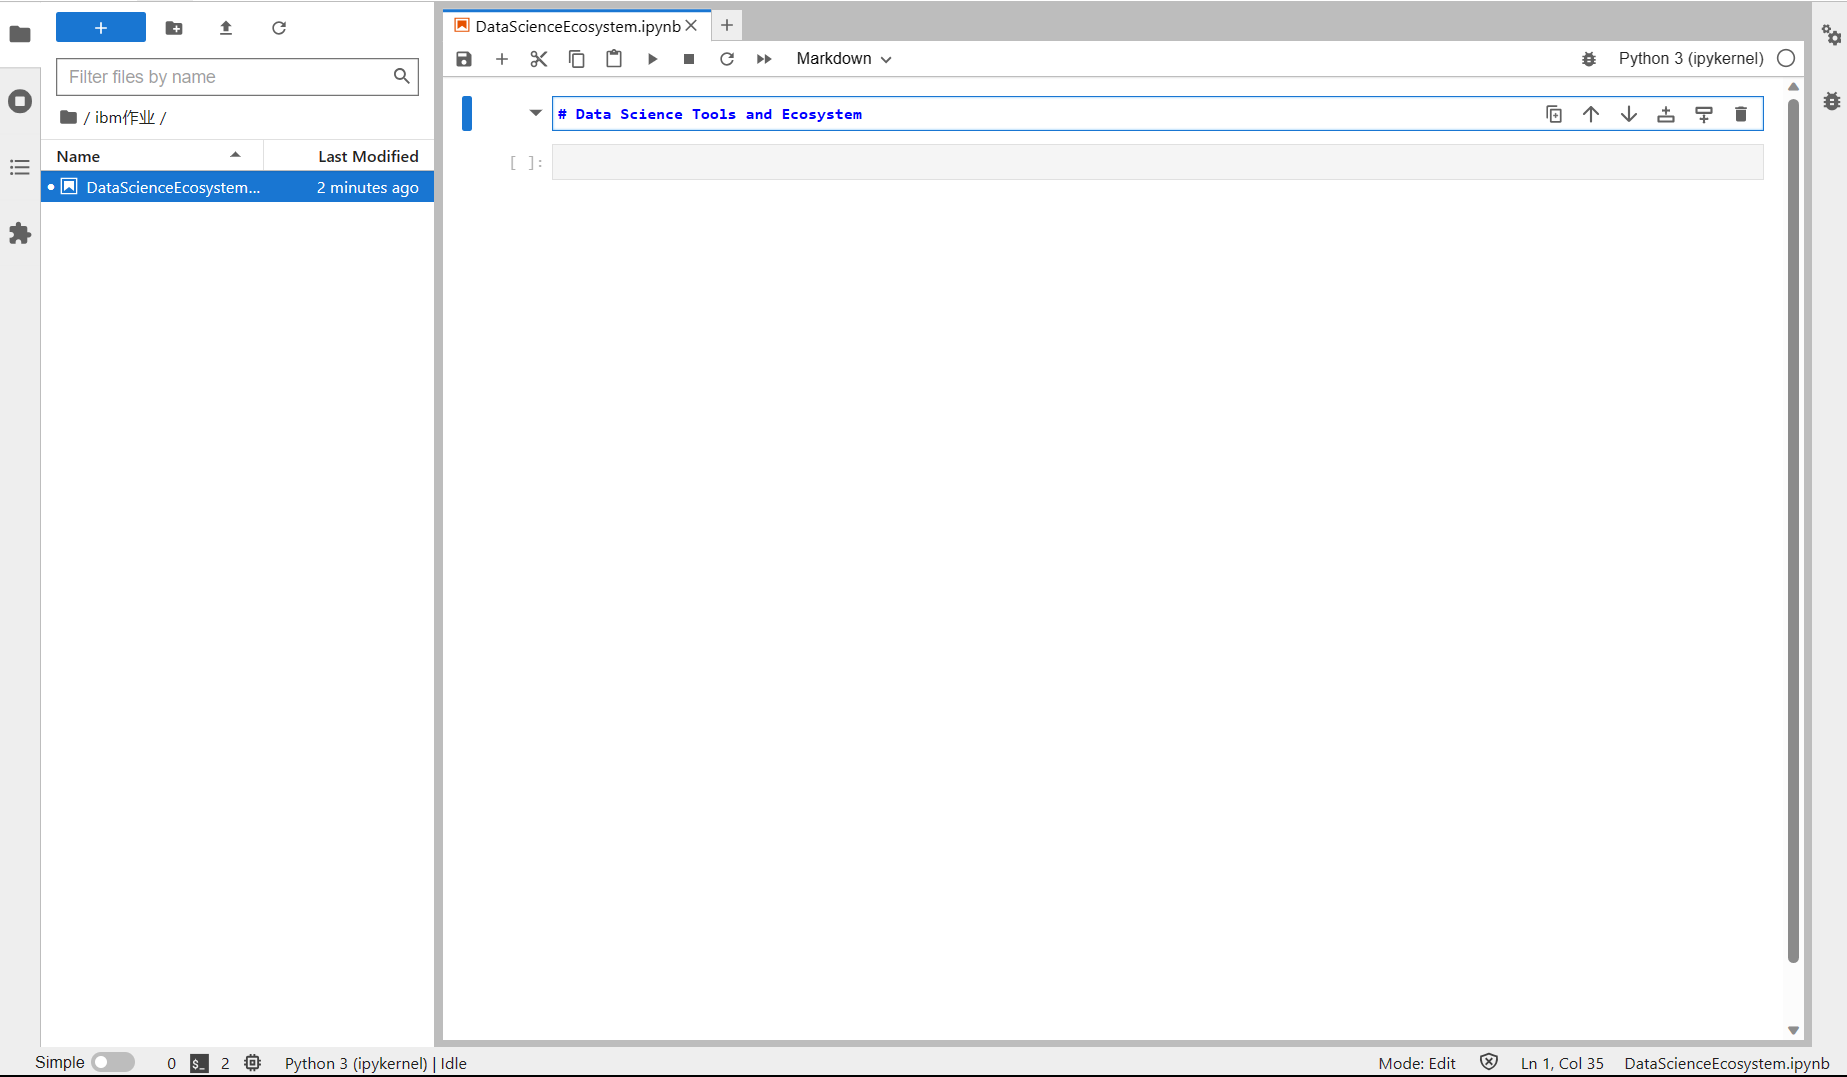 DataScienceEcosystem.ipynb
Markdown
Python 3 (ipykernel)
Filter files by name
/ ibm作业 /
Name Last Modified
DataScienceEcosystem... 2 minutes ago
# Data Science Tools and Ecosystem
[ ]:
Simple 0 $_ 2 Python 3 (ipykernel) | Idle Mode: Edit Ln 1, Col 35 DataScienceEcosystem.ipynb